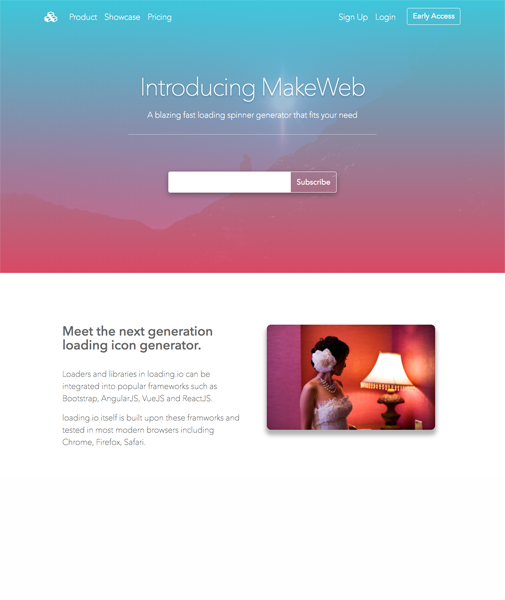 Product Showcase Pricing Sign Up Login Early Access
Introducing MakeWeb
A blazing fast loading spinner generator that fits your need
Subscribe
Meet the next generation
loading icon generator.
Loaders and libraries in loading.io can be
integrated into popular frameworks such as
Bootstrap, AngularJS, VueJS and ReactJS.
loading.io itself is built upon these framworks and
tested in most modern browsers including
Chrome, Firefox, Safari.